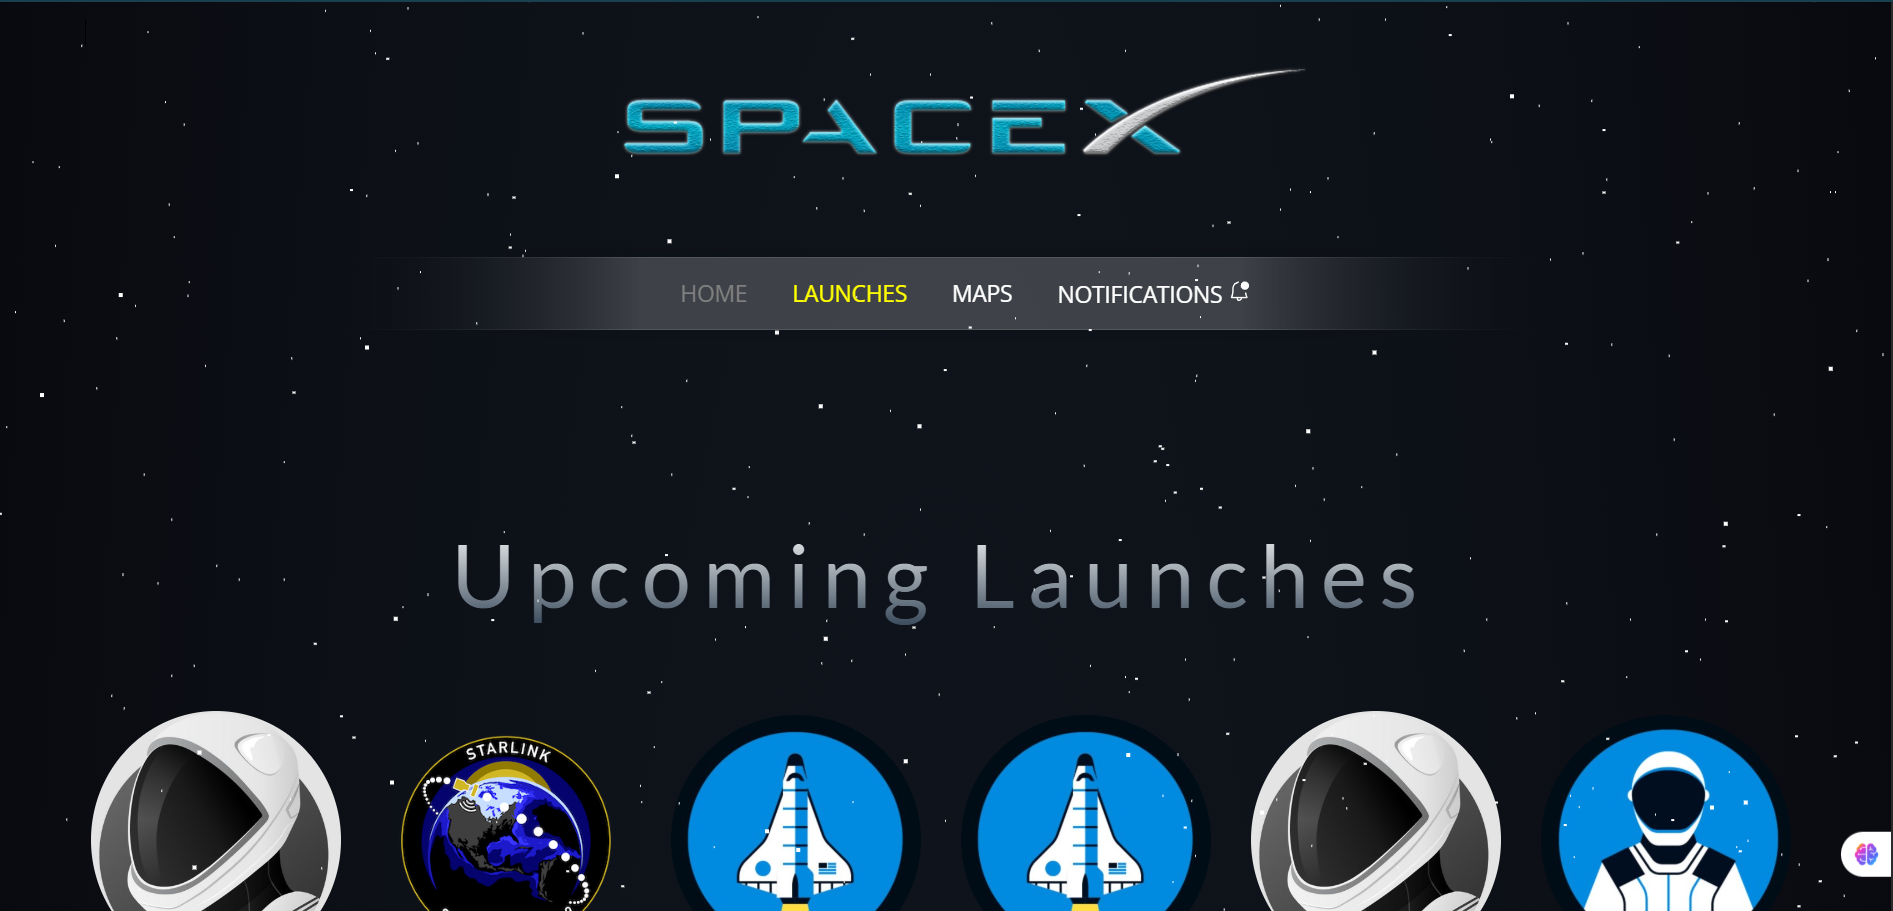 SPACEX
HOME LAUNCHES MAPS NOTIFICATIONS
Upcoming Launches
STARLINK